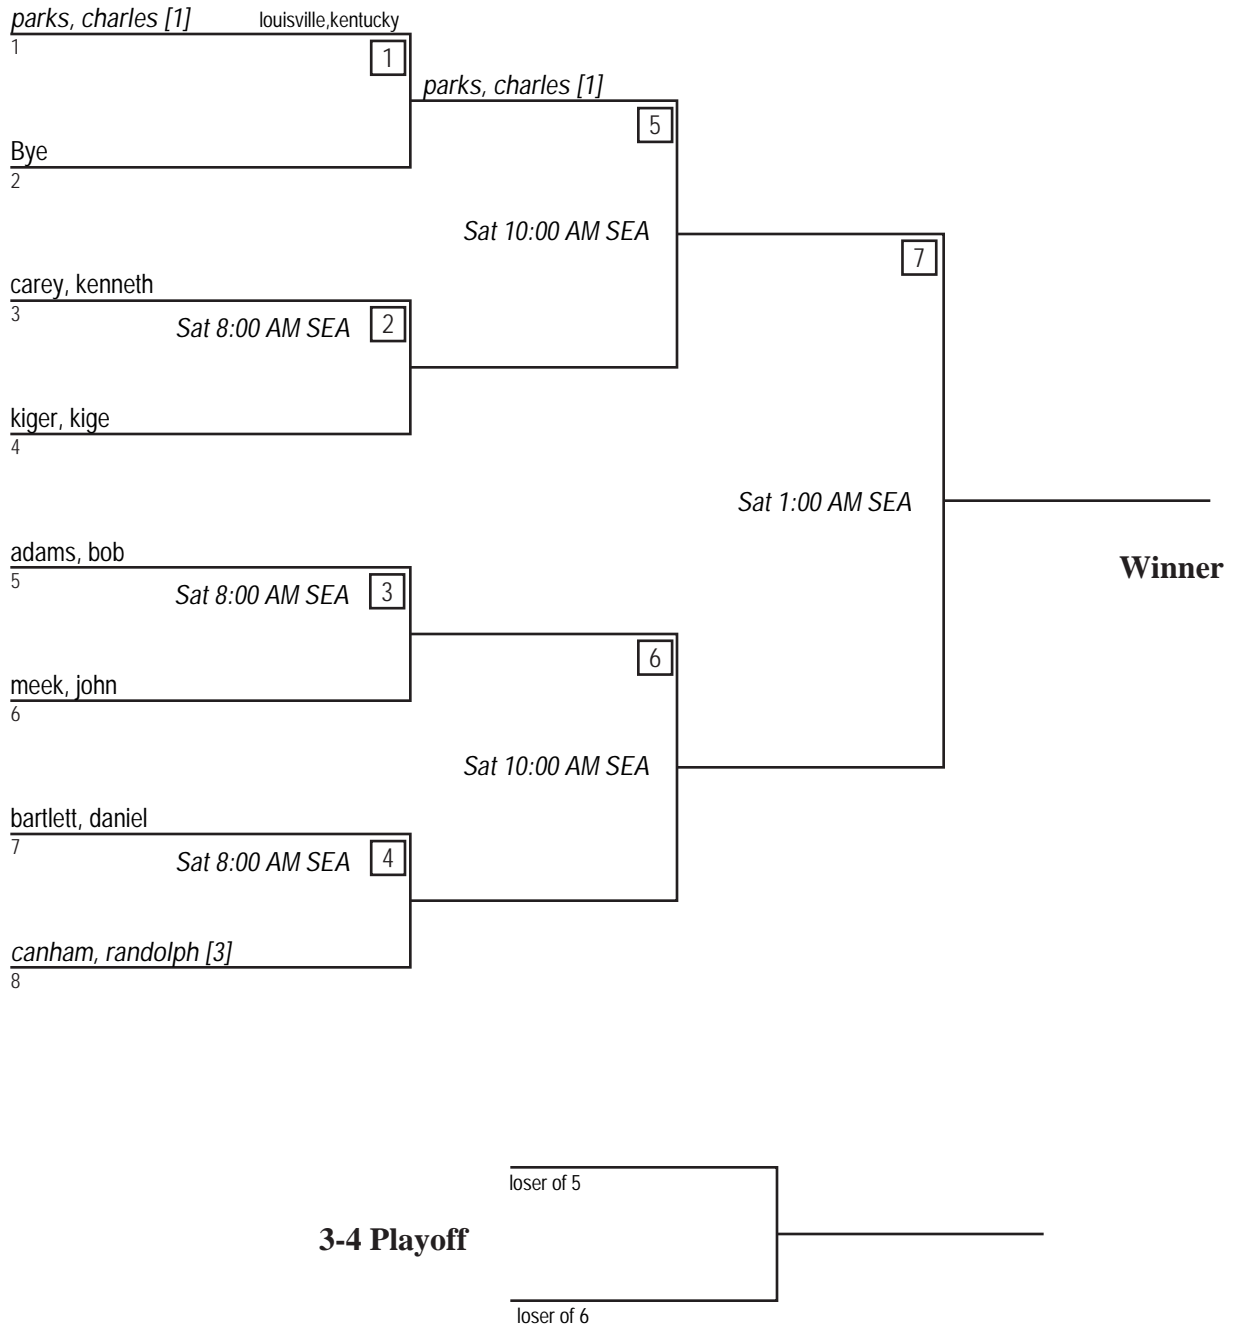 parks, charles [1] louisville,kentucky
1
1
parks, charles [1]
5
Bye
2
Sat 10:00 AM SEA
7
carey, kenneth
3
Sat 8:00 AM SEA 2
kiger, kige
4
Sat 1:00 AM SEA
adams, bob
5
Sat 8:00 AM SEA 3
Winner
6
meek, john
6
Sat 10:00 AM SEA
bartlett, daniel
7
Sat 8:00 AM SEA 4
canham, randolph [3]
8
loser of 5
3-4 Playoff
loser of 6